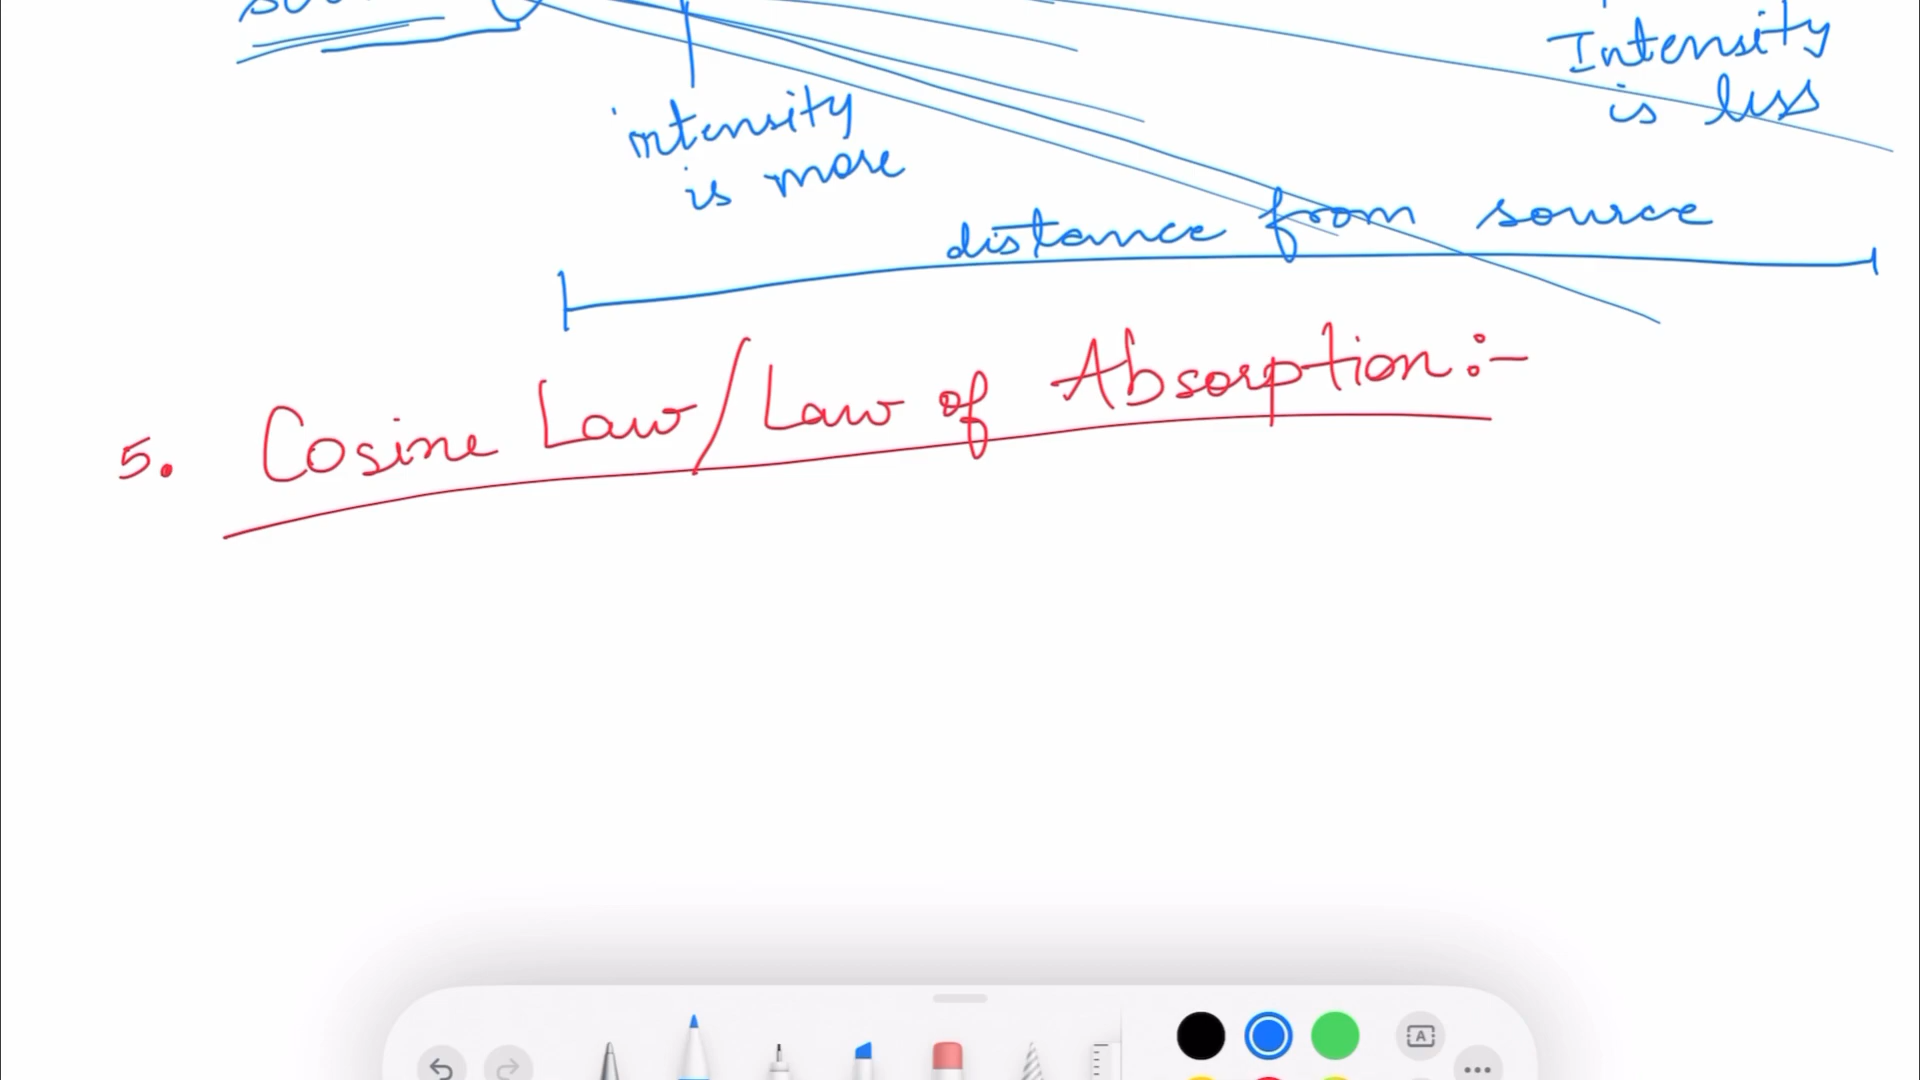 Intensity
is less
intensity
is more
distance from source
5. Cosine Law/Law of Absorption:-
A